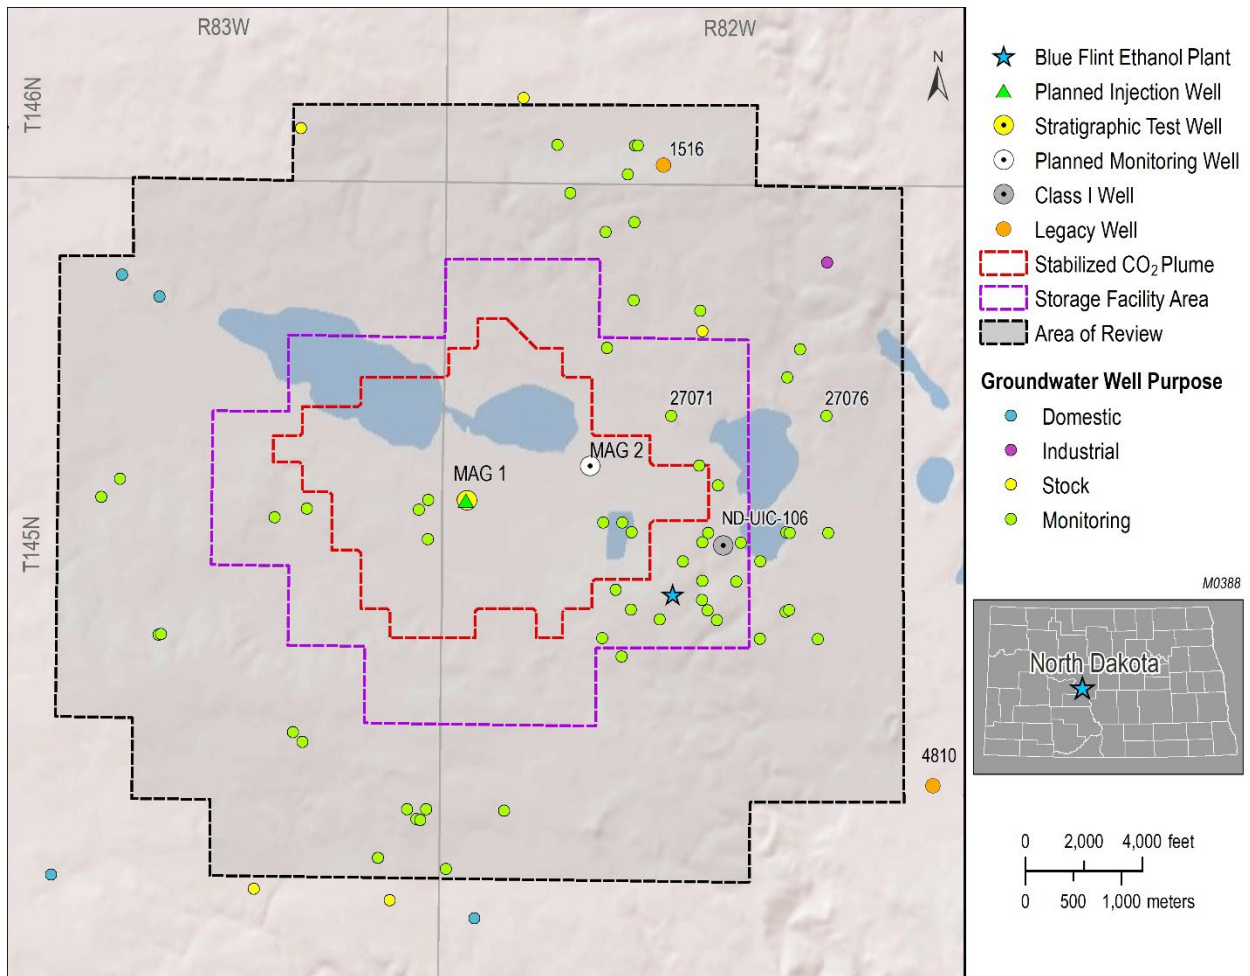 R83W
R82W
T146N
T145N
N
1516
27071
27076
MAG 2
MAG 1
ND-UIC-106
4810
Blue Flint Ethanol Plant
Planned Injection Well
Stratigraphic Test Well
Planned Monitoring Well
Class I Well
Legacy Well
Stabilized CO₂ Plume
Storage Facility Area
Area of Review
Groundwater Well Purpose
Domestic
Industrial
Stock
Monitoring
M0388
North Dakota
0 2,000 4,000 feet
0 500 1,000 meters